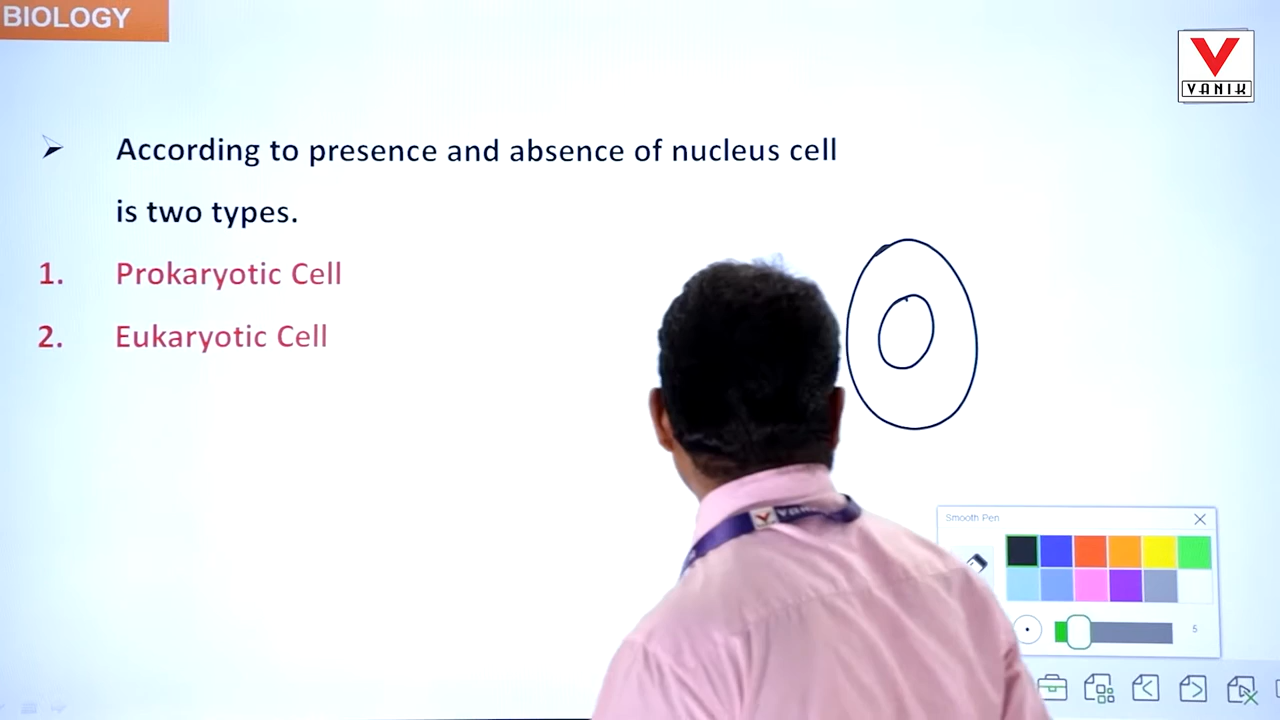 BIOLOGY
VANIK
According to presence and absence of nucleus cell
is two types.
1. Prokaryotic Cell
2. Eukaryotic Cell
Smooth Pen
5